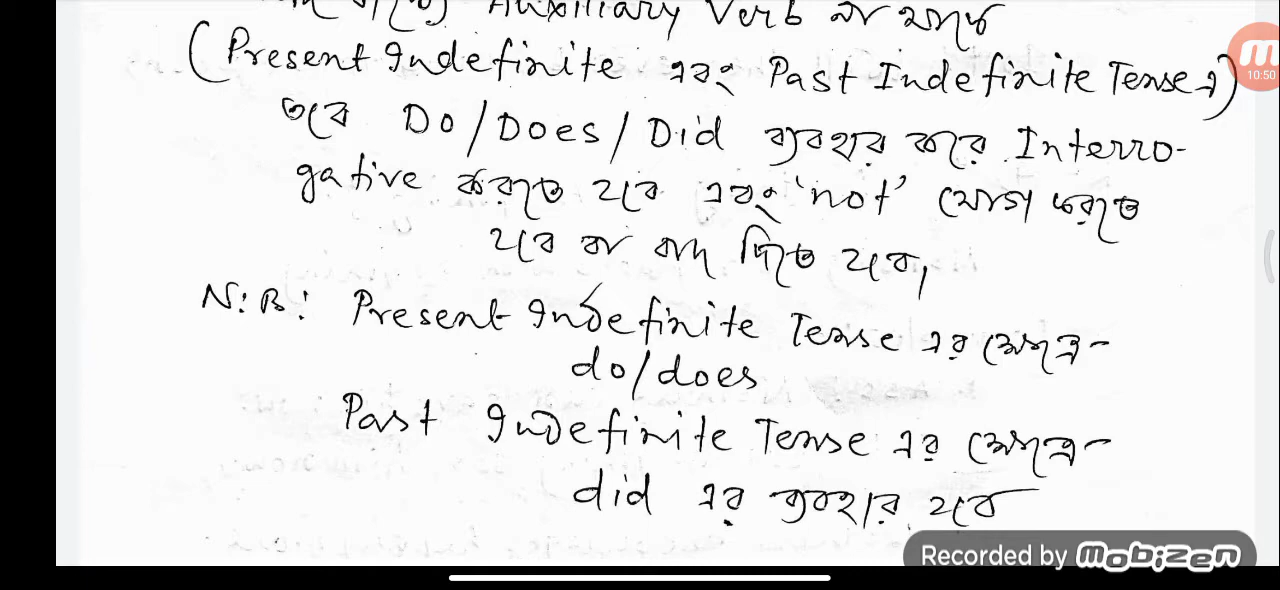 Auxiliary Verb না থাকে
(Present Indefinite এবং Past Indefinite Tense এ)
তবে Do/Does/Did ব্যবহার করে Interro-
gative করতে হবে এবং 'not' যোগ করতে
হবে বা বাদ দিতে হবে।
N:B: Present Indefinite Tense এর ক্ষেত্রে-
do/does
Past Indefinite Tense এর ক্ষেত্রে-
did এর ব্যবহার হবে
10:50
Recorded by Mobizen